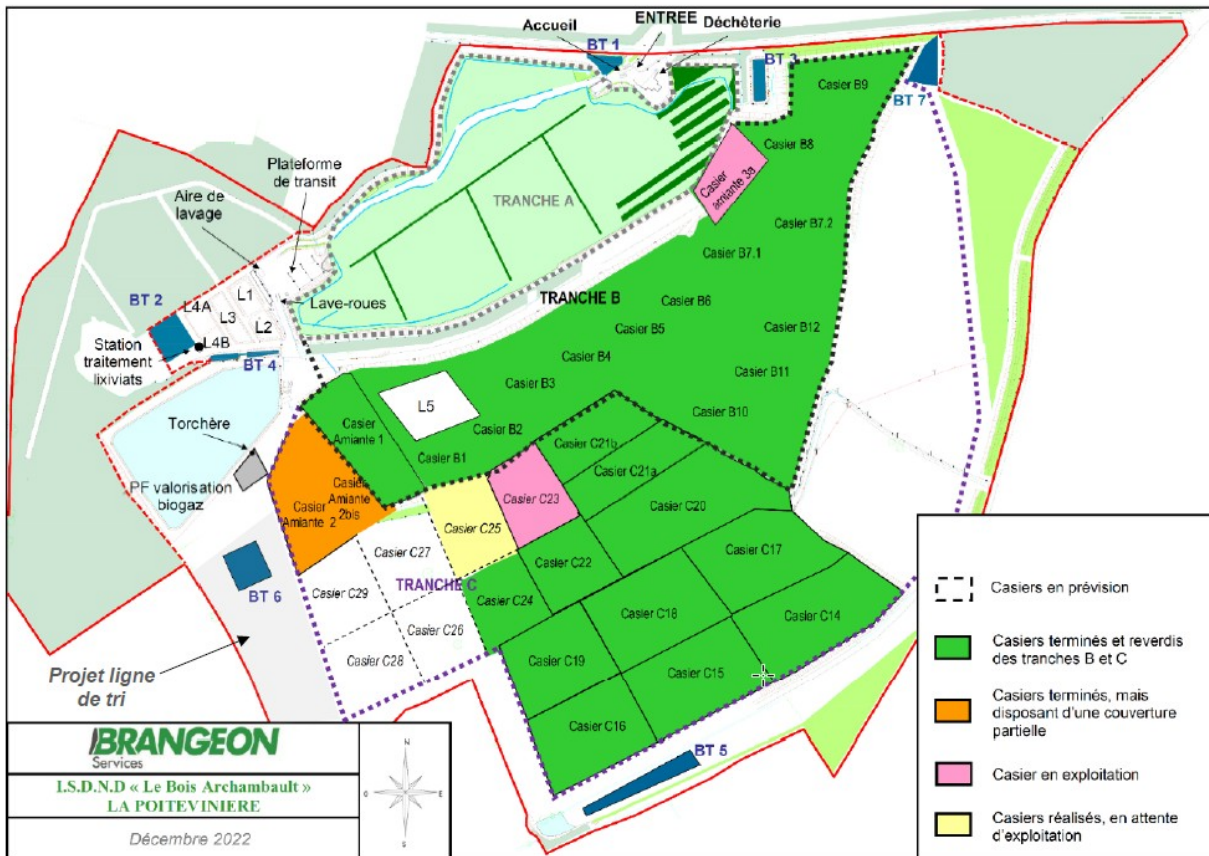 ENTREE
Accueil
Déchèterie
BT 1
BT 3
BT 7
Casier B9
Casier B8
Casier
amiante 3a
Plateforme
de transit
Aire de
lavage
TRANCHE A
Casier B7.2
Casier B7.1
BT 2
L4A
L1
L3
L2
Lave-roues
TRANCHE B
Casier B6
Casier B5
Casier B12
Station
traitement
lixiviats
L4B
BT 4
Casier B4
Casier B3
Casier B11
L5
Casier B10
Casier
Amiante 1
Casier B2
Casier B1
Torchère
Casier C21b
Casier C21a
PF valorisation
biogaz
Casier
Amiante
2bis
Casier
Amiante 2
Casier C23
Casier C20
Casier C25
Casier C27
Casier C22
Casier C17
TRANCHE C
BT 6
Casier C29
Casier C24
Casier C18
Casier C14
Casier C26
Casier C28
Casier C19
Casier C15
Casier C16
BT 5
Projet ligne
de tri
BRANGEON
Services
I.S.D.N.D « Le Bois Archambault »
LA POITEVINIERE
Décembre 2022
N
O
E
S
Casiers en prévision
Casiers terminés et reverdis
des tranches B et C
Casiers terminés, mais
disposant d'une couverture
partielle
Casier en exploitation
Casiers réalisés, en attente
d'exploitation